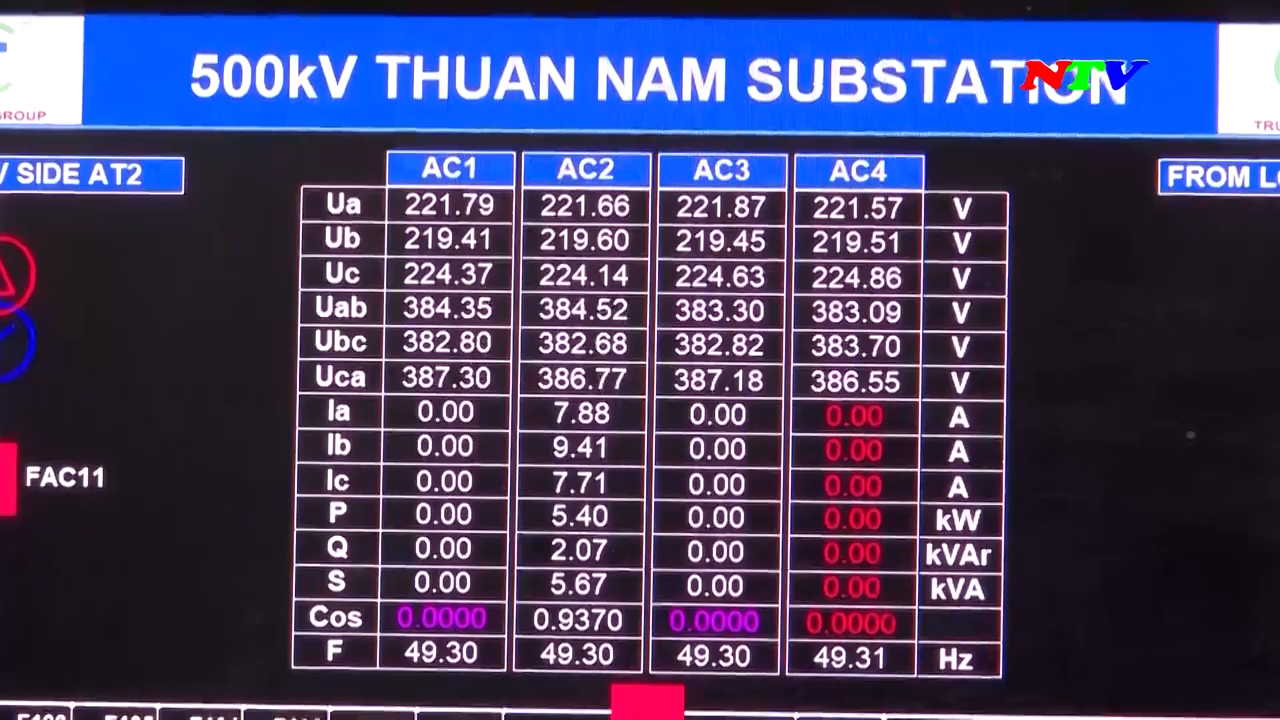 500kV THUAN NAM SUBSTATION
NTV
GROUP
SIDE AT2
FROM
AC1 AC2 AC3 AC4
Ua 221.79 221.66 221.87 221.57 V
Ub 219.41 219.60 219.45 219.51 V
Uc 224.37 224.14 224.63 224.86 V
Uab 384.35 384.52 383.30 383.09 V
Ubc 382.80 382.68 382.82 383.70 V
Uca 387.30 386.77 387.18 386.55 V
Ia 0.00 7.88 0.00 0.00 A
Ib 0.00 9.41 0.00 0.00 A
Ic 0.00 7.71 0.00 0.00 A
P 0.00 5.40 0.00 0.00 kW
Q 0.00 2.07 0.00 0.00 kVAr
S 0.00 5.67 0.00 0.00 kVA
Cos 0.0000 0.9370 0.0000 0.0000
F 49.30 49.30 49.30 49.31 Hz
FAC11